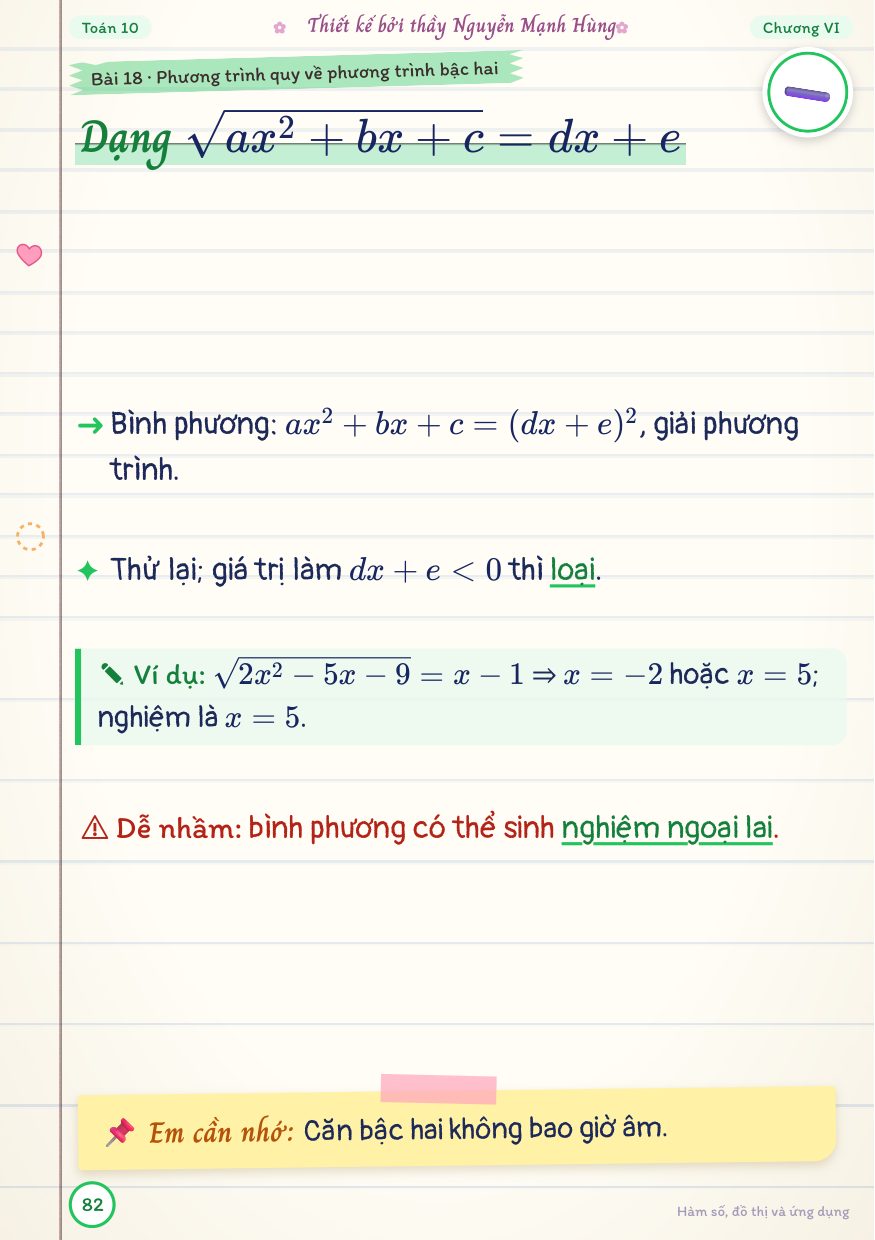 Toán 10
Thiết kế bởi thầy Nguyễn Mạnh Hùng
Chương VI
Bài 18 · Phương trình quy về phương trình bậc hai
Dạng √(ax² + bx + c) = dx + e
→ Bình phương: ax² + bx + c = (dx + e)², giải phương
trình.
✦ Thử lại; giá trị làm dx + e < 0 thì loại.
Ví dụ: √(2x² − 5x − 9) = x − 1 ⇒ x = −2 hoặc x = 5;
nghiệm là x = 5.
⚠ Dễ nhầm: bình phương có thể sinh nghiệm ngoại lai.
Em cần nhớ: Căn bậc hai không bao giờ âm.
82
Hàm số, đồ thị và ứng dụng